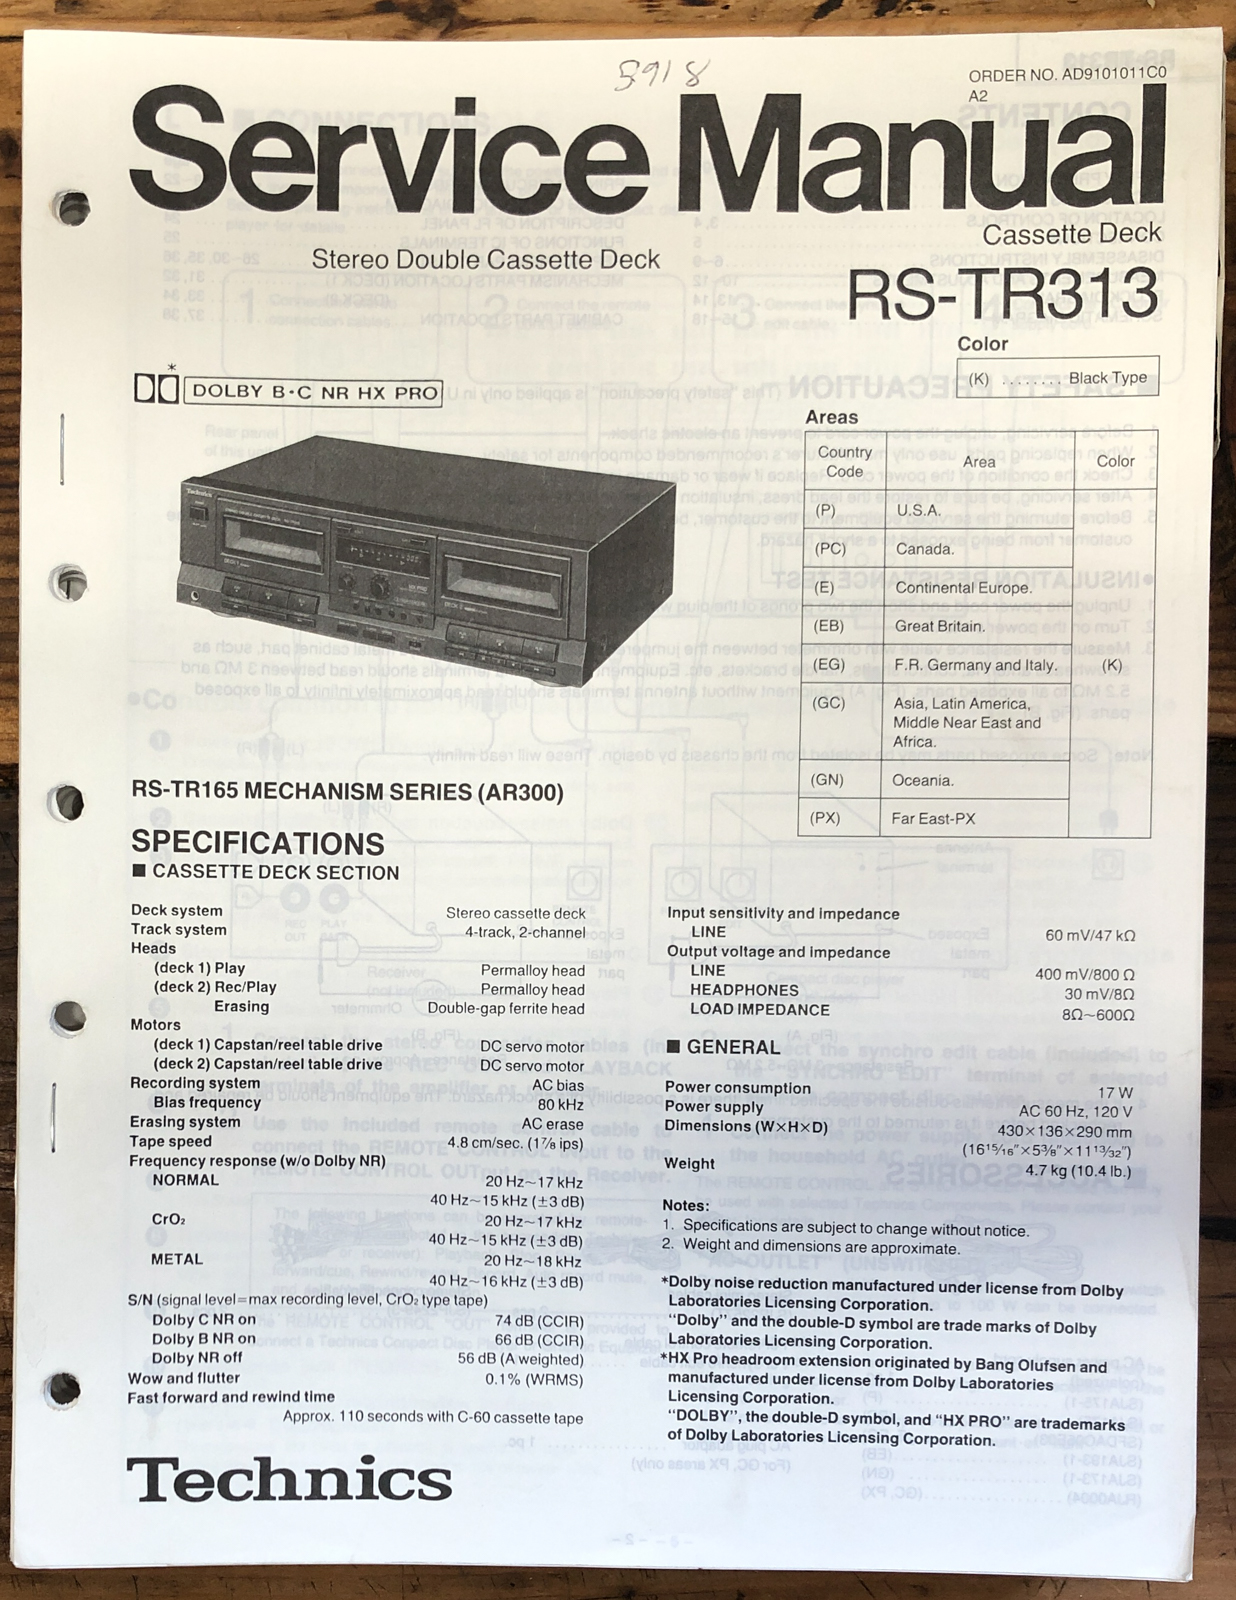 5918
ORDER NO. AD9101011C0
A2
Service Manual
Stereo Double Cassette Deck
Cassette Deck
RS-TR313
Color
(K) ........ Black Type
*
DOLBY B·C NR HX PRO
Areas
Country Code Area Color
(P) U.S.A.
(PC) Canada.
(E) Continental Europe.
(EB) Great Britain.
(EG) F.R. Germany and Italy. (K)
(GC) Asia, Latin America,
Middle Near East and
Africa.
(GN) Oceania.
(PX) Far East-PX
Technics
RS-TR165 MECHANISM SERIES (AR300)
SPECIFICATIONS
■ CASSETTE DECK SECTION
Deck system Stereo cassette deck
Track system 4-track, 2-channel
Heads
(deck 1) Play Permalloy head
(deck 2) Rec/Play Permalloy head
Erasing Double-gap ferrite head
Motors
(deck 1) Capstan/reel table drive DC servo motor
(deck 2) Capstan/reel table drive DC servo motor
Recording system AC bias
Bias frequency 80 kHz
Erasing system AC erase
Tape speed 4.8 cm/sec. (1⅞ ips)
Frequency response (w/o Dolby NR)
NORMAL 20 Hz~17 kHz
40 Hz~15 kHz (±3 dB)
CrO₂ 20 Hz~17 kHz
40 Hz~15 kHz (±3 dB)
METAL 20 Hz~18 kHz
40 Hz~16 kHz (±3 dB)
S/N (signal level=max recording level, CrO₂ type tape)
Dolby C NR on 74 dB (CCIR)
Dolby B NR on 66 dB (CCIR)
Dolby NR off 56 dB (A weighted)
Wow and flutter 0.1% (WRMS)
Fast forward and rewind time
Approx. 110 seconds with C-60 cassette tape
Input sensitivity and impedance
LINE 60 mV/47 kΩ
Output voltage and impedance
LINE 400 mV/800 Ω
HEADPHONES 30 mV/8Ω
LOAD IMPEDANCE 8Ω~600Ω
■ GENERAL
Power consumption 17 W
Power supply AC 60 Hz, 120 V
Dimensions (W×H×D) 430×136×290 mm
(16¹⁵⁄₁₆"×5⅜"×11¹³⁄₃₂")
Weight 4.7 kg (10.4 lb.)
Notes:
1. Specifications are subject to change without notice.
2. Weight and dimensions are approximate.
*Dolby noise reduction manufactured under license from Dolby
Laboratories Licensing Corporation.
"Dolby" and the double-D symbol are trade marks of Dolby
Laboratories Licensing Corporation.
*HX Pro headroom extension originated by Bang Olufsen and
manufactured under license from Dolby Laboratories
Licensing Corporation.
"DOLBY", the double-D symbol, and "HX PRO" are trademarks
of Dolby Laboratories Licensing Corporation.
Technics